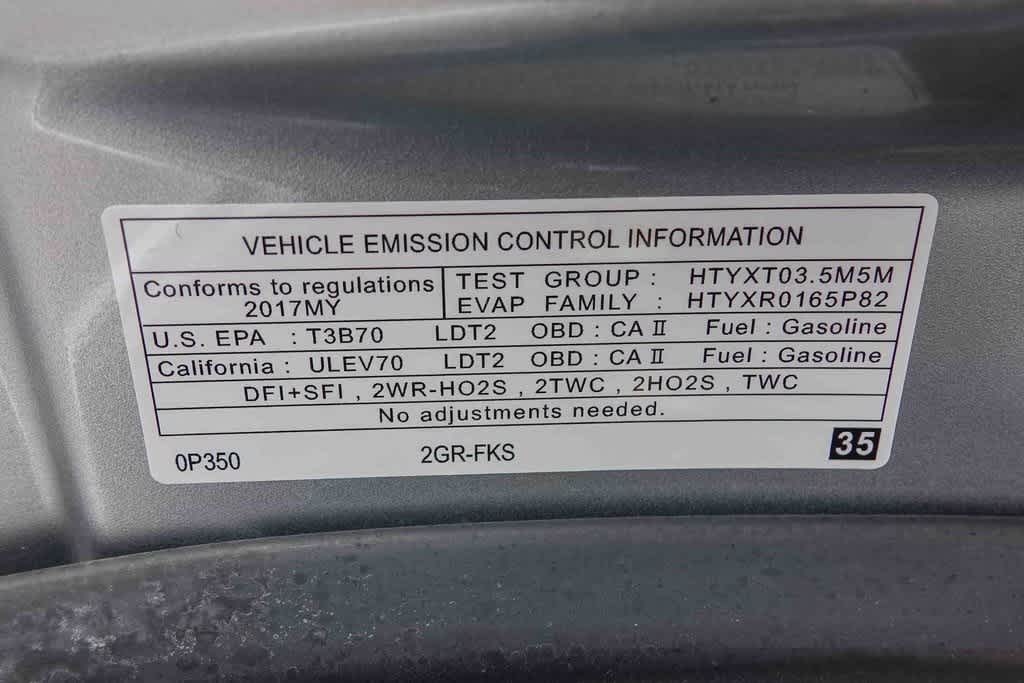 VEHICLE EMISSION CONTROL INFORMATION
Conforms to regulations
2017MY
TEST GROUP : HTYXT03.5M5M
EVAP FAMILY : HTYXR0165P82
U.S. EPA : T3B70 LDT2 OBD : CA II Fuel : Gasoline
California : ULEV70 LDT2 OBD : CA II Fuel : Gasoline
DFI+SFI , 2WR-HO2S , 2TWC , 2HO2S , TWC
No adjustments needed.
0P350 2GR-FKS 35